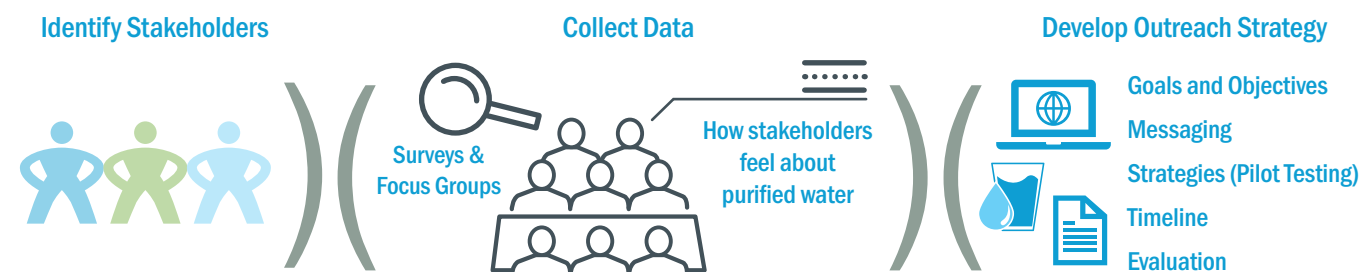 Identify Stakeholders
Collect Data
Surveys &
Focus Groups
How stakeholders
feel about
purified water
Develop Outreach Strategy
Goals and Objectives
Messaging
Strategies (Pilot Testing)
Timeline
Evaluation